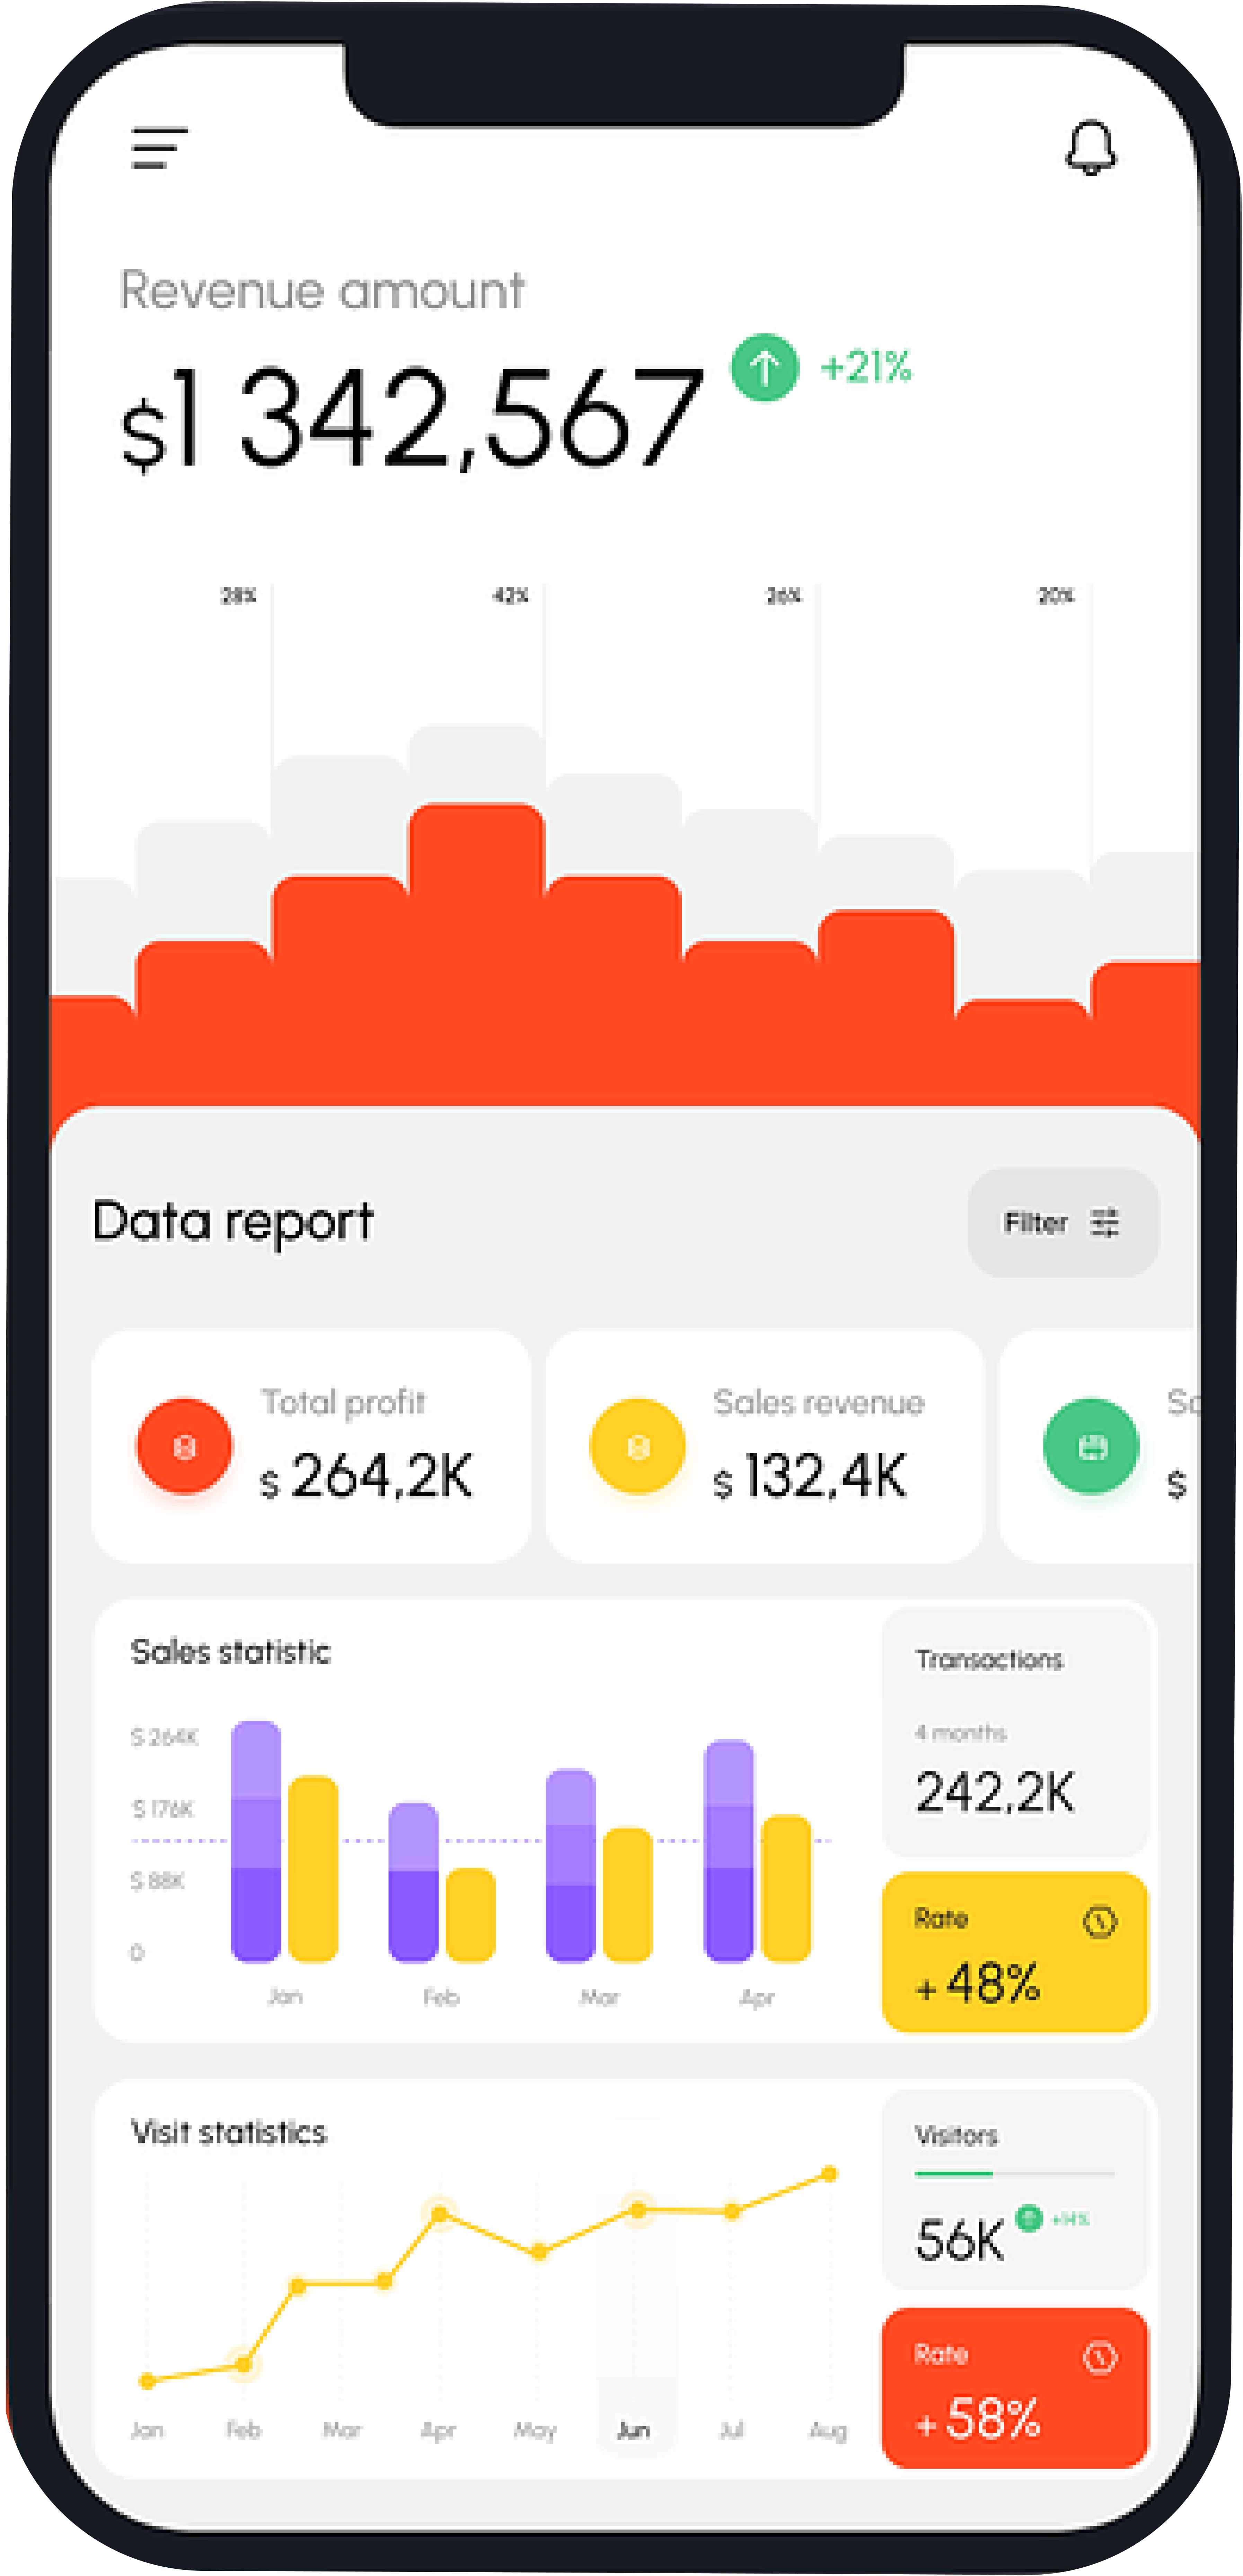 Revenue amount
$1 342,567 +21%
28% 42% 26% 20%
Data report
Filter
Total profit
$ 264,2K
Sales revenue
$ 132,4K
$
Sales statistic
$ 264K
$ 176K
$ 88K
0
Jan Feb Mar Apr
Transactions
4 months
242,2K
Rate
+ 48%
Visit statistics
Jan Feb Mar Apr May Jun Jul Aug
Visitors
56K +14%
Rate
+ 58%